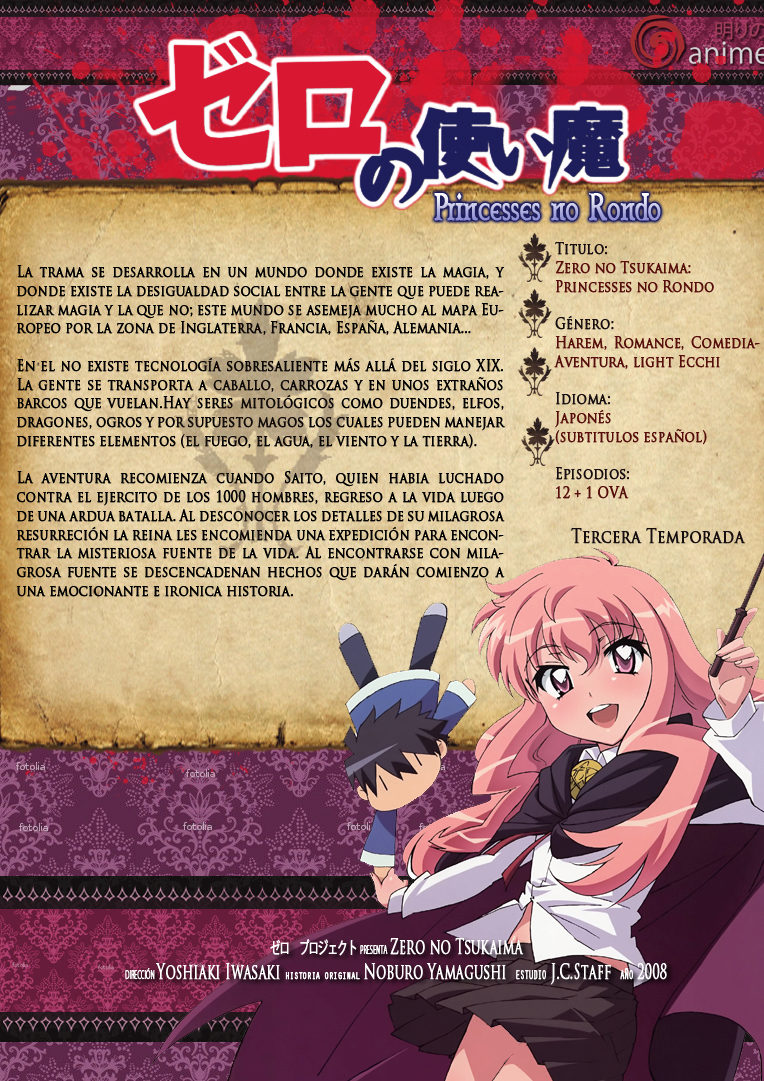 明りの
anime
ゼロの使い魔
Princesses no Rondo
La trama se desarrolla en un mundo donde existe la magia, y
donde existe la desigualdad social entre la gente que puede rea-
lizar magia y la que no; este mundo se asemeja mucho al mapa Eu-
ropeo por la zona de Inglaterra, Francia, España, Alemania...
En el no existe tecnología sobresaliente más allá del siglo XIX.
La gente se transporta a caballo, carrozas y en unos extraños
barcos que vuelan.Hay seres mitológicos como duendes, elfos,
dragones, ogros y por supuesto magos los cuales pueden manejar
diferentes elementos (el fuego, el agua, el viento y la tierra).
La aventura recomienza cuando Saito, quien habia luchado
contra el ejercito de los 1000 hombres, regreso a la vida luego
de una ardua batalla. Al desconocer los detalles de su milagrosa
resurreción la reina les encomienda una expedición para encon-
trar la misteriosa fuente de la vida. Al encontrarse con mila-
grosa fuente se descencadenan hechos que darán comienzo a
una emocionante e ironica historia.
Titulo:
Zero no Tsukaima:
Princesses no Rondo
Género:
Harem, Romance, Comedia-
Aventura, light Ecchi
Idioma:
Japonés
(subtitulos español)
Episodios:
12 + 1 OVA
Tercera Temporada
fotolia
fotolia
fotolia
fotolia
fotoli
ゼロ プロジェクト presenta Zero no Tsukaima
dirección Yoshiaki Iwasaki historia original Noburo Yamagushi estudio J.C.Staff año 2008